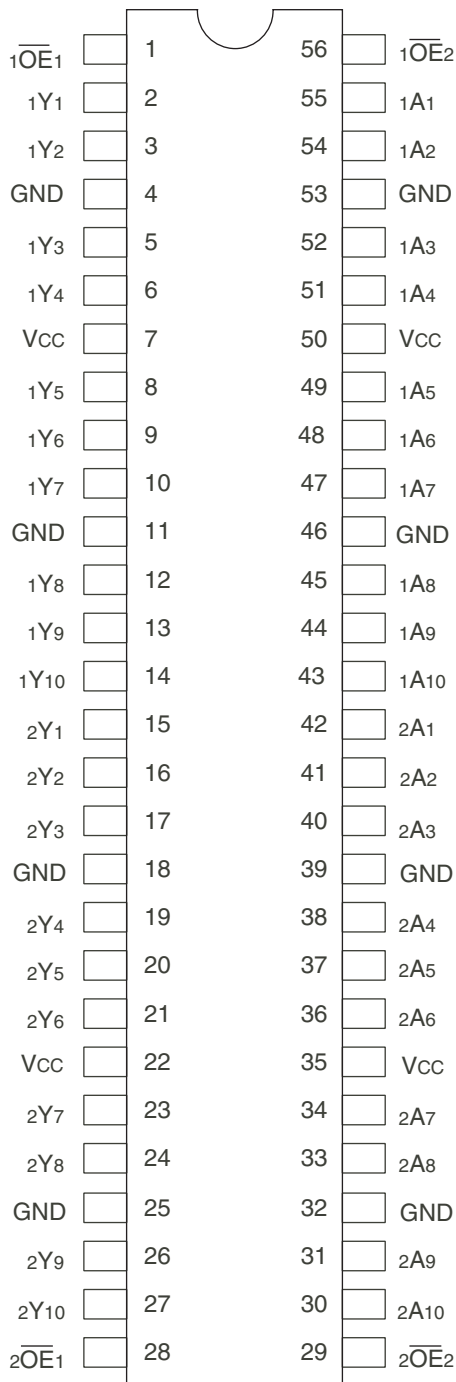 1OE1 1 56 1OE2
1Y1 2 55 1A1
1Y2 3 54 1A2
GND 4 53 GND
1Y3 5 52 1A3
1Y4 6 51 1A4
VCC 7 50 VCC
1Y5 8 49 1A5
1Y6 9 48 1A6
1Y7 10 47 1A7
GND 11 46 GND
1Y8 12 45 1A8
1Y9 13 44 1A9
1Y10 14 43 1A10
2Y1 15 42 2A1
2Y2 16 41 2A2
2Y3 17 40 2A3
GND 18 39 GND
2Y4 19 38 2A4
2Y5 20 37 2A5
2Y6 21 36 2A6
VCC 22 35 VCC
2Y7 23 34 2A7
2Y8 24 33 2A8
GND 25 32 GND
2Y9 26 31 2A9
2Y10 27 30 2A10
2OE1 28 29 2OE2